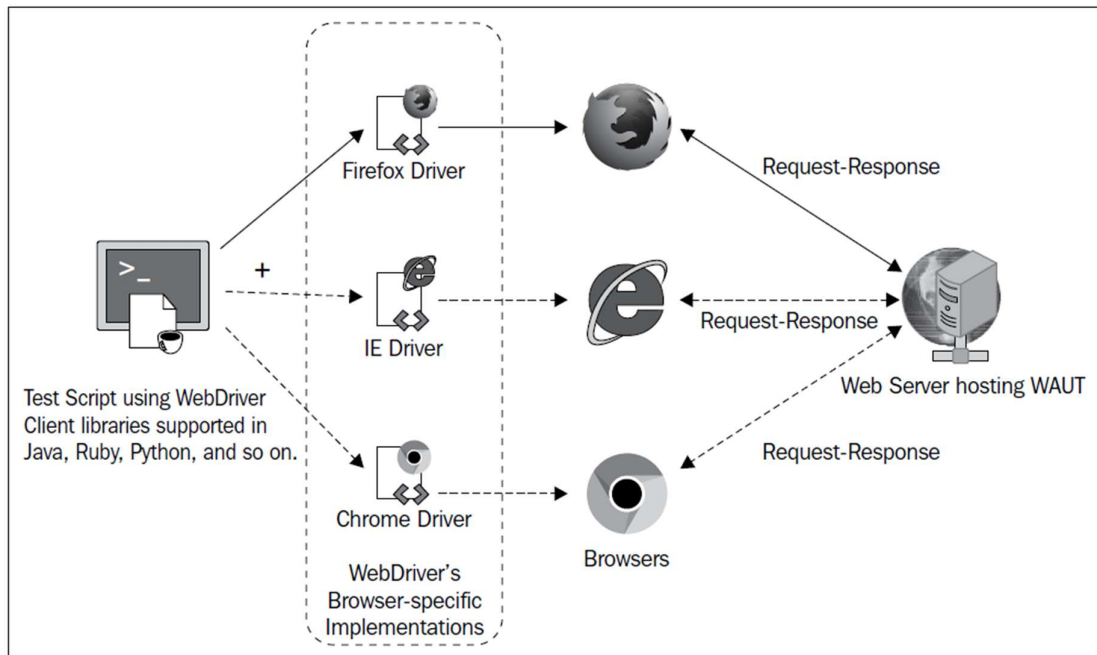 Firefox Driver
Request-Response
>_
+
IE Driver
Request-Response
Test Script using WebDriver
Client libraries supported in
Java, Ruby, Python, and so on.
Web Server hosting WAUT
Request-Response
Chrome Driver
Browsers
WebDriver's
Browser-specific
Implementations